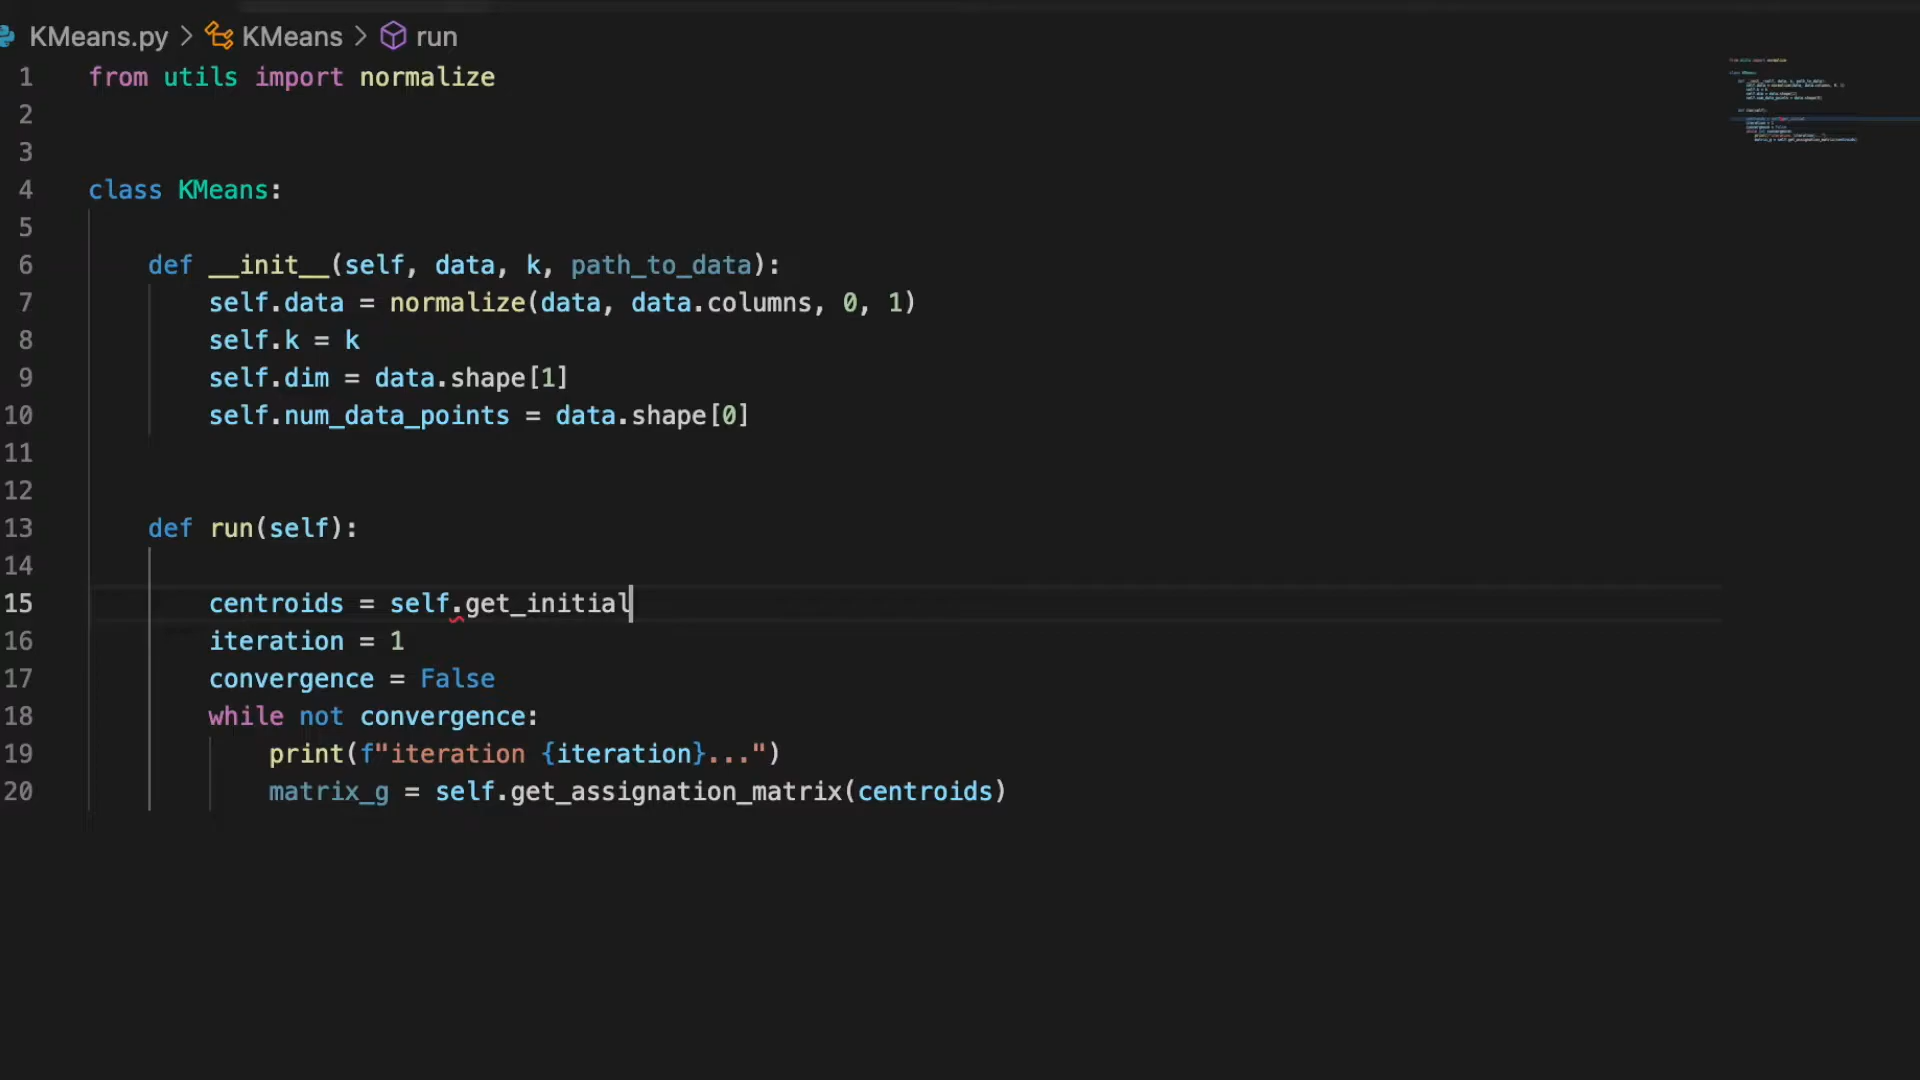 KMeans.py > KMeans > run
1 from utils import normalize
2
3
4 class KMeans:
5
6 def __init__(self, data, k, path_to_data):
7 self.data = normalize(data, data.columns, 0, 1)
8 self.k = k
9 self.dim = data.shape[1]
10 self.num_data_points = data.shape[0]
11
12
13 def run(self):
14
15 centroids = self.get_initial
16 iteration = 1
17 convergence = False
18 while not convergence:
19 print(f"iteration {iteration}...")
20 matrix_g = self.get_assignation_matrix(centroids)